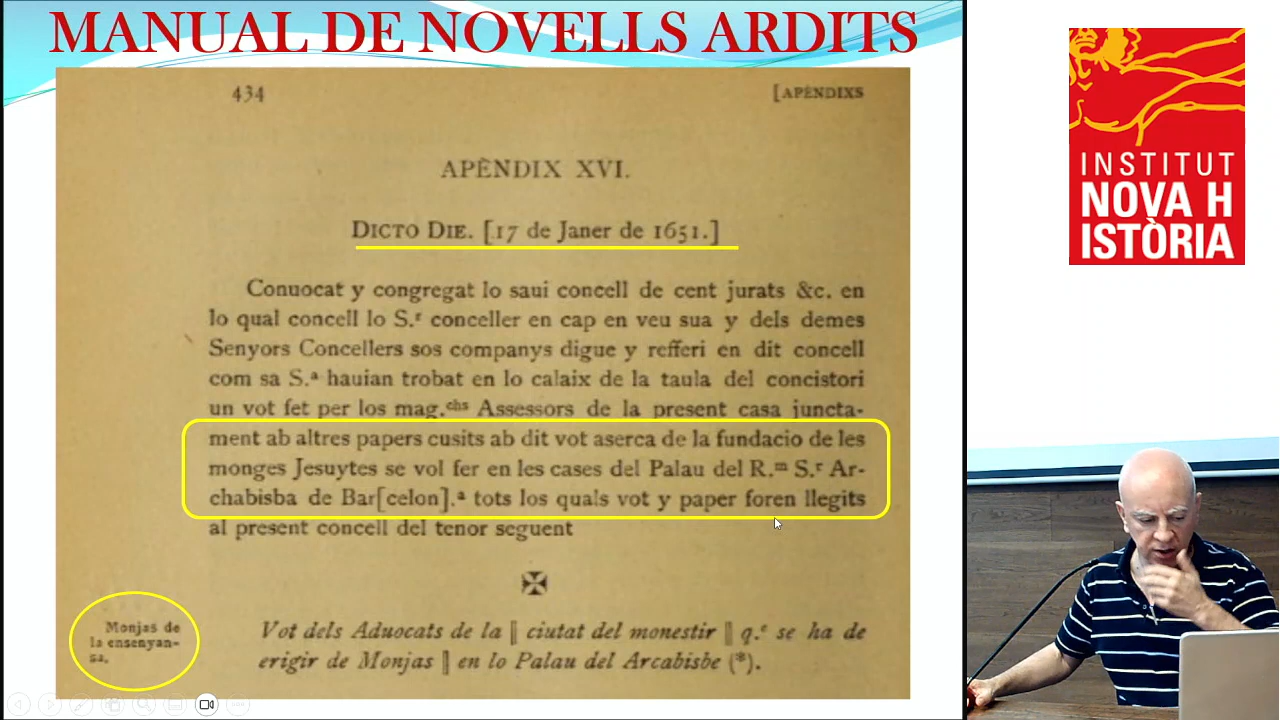 MANUAL DE NOVELLS ARDITS
434
[APÈNDIXS
APÈNDIX XVI.
DICTO DIE. [17 de Janer de 1651.]
Conuocat y congregat lo saui concell de cent jurats &c. en
lo qual concell lo S.r conceller en cap en veu sua y dels demes
Senyors Concellers sos companys digue y refferi en dit concell
com sa S.a hauian trobat en lo calaix de la taula del concistori
un vot fet per los mag.chs Assessors de la present casa juncta-
ment ab altres papers cusits ab dit vot aserca de la fundacio de les
monges Jesuytes se vol fer en les cases del Palau del R.m S.r Ar-
chabisba de Bar[celon].a tots los quals vot y paper foren llegits
al present concell del tenor seguent
Monjas de
la ensenyan-
sa.
Vot dels Aduocats de la || ciutat del monestir || q.e se ha de
erigir de Monjas || en lo Palau del Arcabisbe (*).
INSTITUT
NOVA H
ISTÒRIA